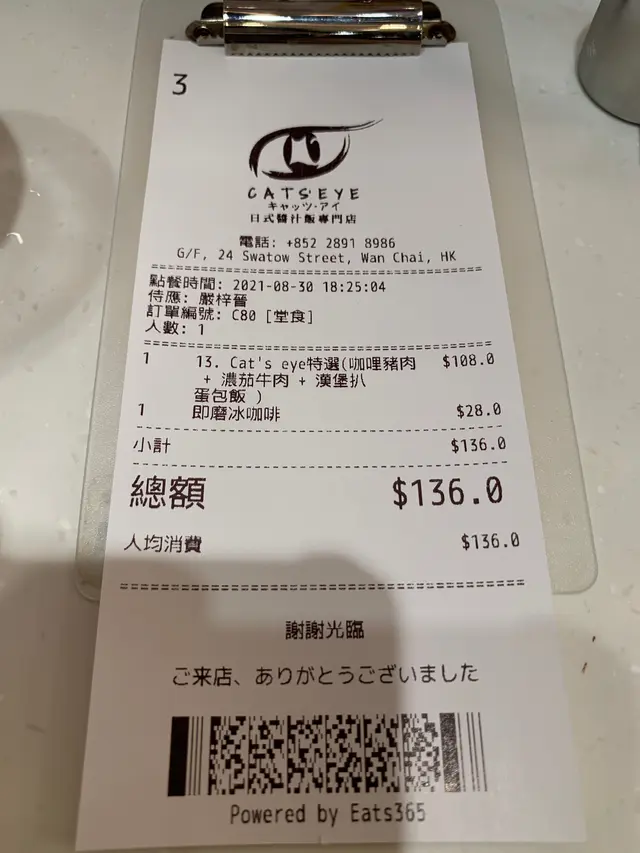 3
CAT'S EYE
キャッツ・アイ
日式醬汁飯專門店
電話: +852 2891 8986
G/F, 24 Swatow Street, Wan Chai, HK
點餐時間: 2021-08-30 18:25:04
侍應: 嚴梓晉
訂單編號: C80 [堂食]
人數: 1
1 13. Cat's eye特選(咖哩豬肉 $108.0
+ 濃茄牛肉 + 漢堡扒
蛋包飯 )
1 即磨冰咖啡 $28.0
小計 $136.0
總額 $136.0
人均消費 $136.0
謝謝光臨
ご来店、ありがとうございました
Powered by Eats365